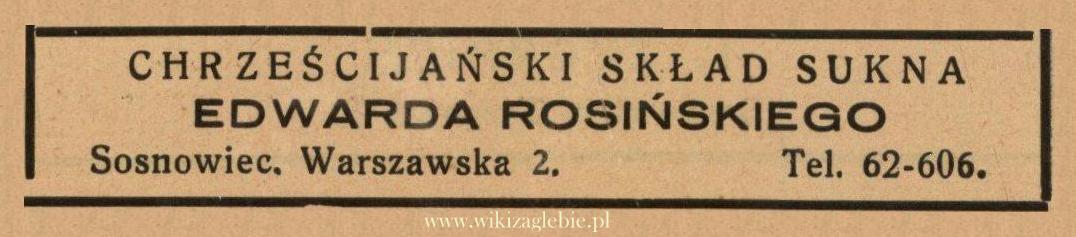 CHRZEŚCIJAŃSKI SKŁAD SUKNA
EDWARDA ROSIŃSKIEGO
Sosnowiec. Warszawska 2. Tel. 62-606.
www.wikizaglebie.pl